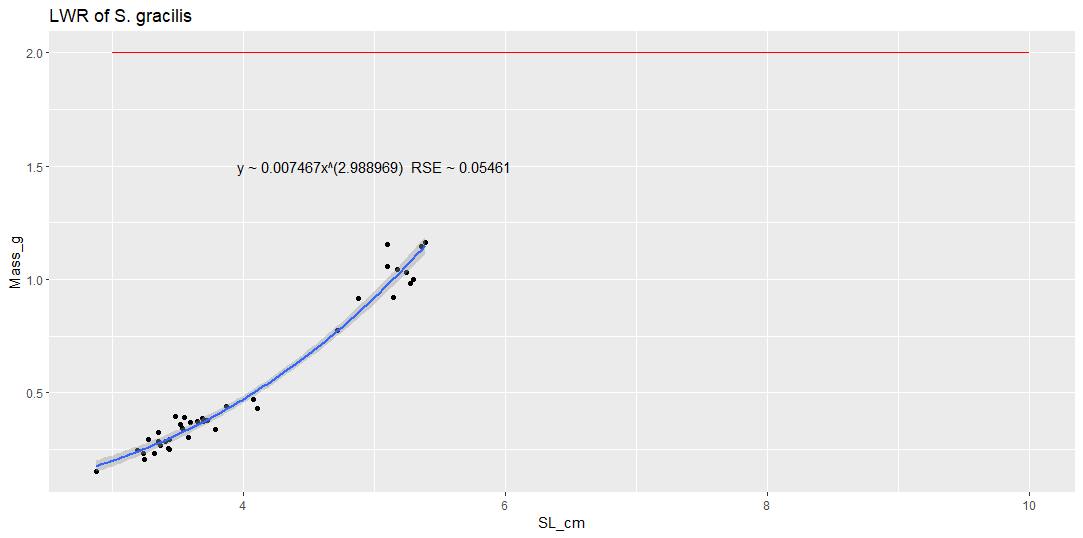 LWR of S. gracilis
2.0
1.5
y ~ 0.007467x^(2.988969)  RSE ~ 0.05461
1.0
0.5
Mass_g
4 6 8 10
SL_cm